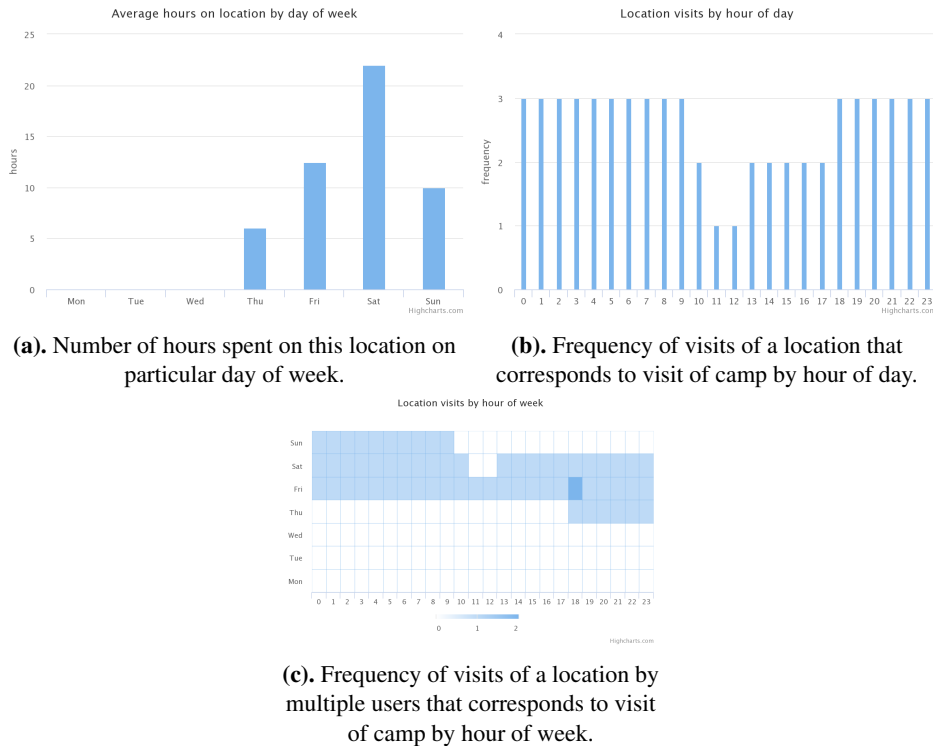 Average hours on location by day of week
25
20
15
10
5
0
hours
Mon Tue Wed Thu Fri Sat Sun
Highcharts.com
Location visits by hour of day
4
3
2
1
0
frequency
0 1 2 3 4 5 6 7 8 9 10 11 12 13 14 15 16 17 18 19 20 21 22 23
Highcharts.com
(a). Number of hours spent on this location on
particular day of week.
(b). Frequency of visits of a location that
corresponds to visit of camp by hour of day.
Location visits by hour of week
Sun
Sat
Fri
Thu
Wed
Tue
Mon
0 1 2 3 4 5 6 7 8 9 10 11 12 13 14 15 16 17 18 19 20 21 22 23
0 1 2
Highcharts.com
(c). Frequency of visits of a location by
multiple users that corresponds to visit
of camp by hour of week.